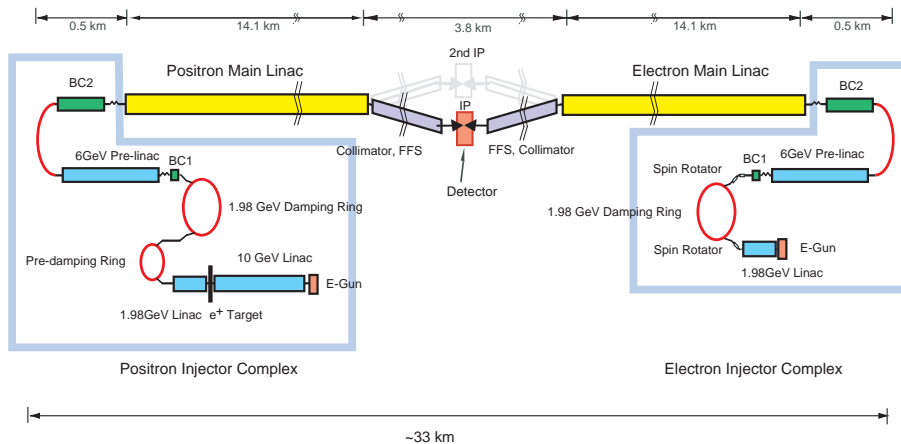 0.5 km
14.1 km
3.8 km
14.1 km
0.5 km
2nd IP
Positron Main Linac
Electron Main Linac
BC2
BC2
IP
Collimator, FFS
FFS, Collimator
6GeV Pre-linac
BC1
Detector
Spin Rotator
BC1
6GeV Pre-linac
1.98 GeV Damping Ring
1.98 GeV Damping Ring
Pre-damping Ring
10 GeV Linac
E-Gun
Spin Rotator
E-Gun
1.98GeV Linac
1.98GeV Linac
e+ Target
Positron Injector Complex
Electron Injector Complex
~33 km